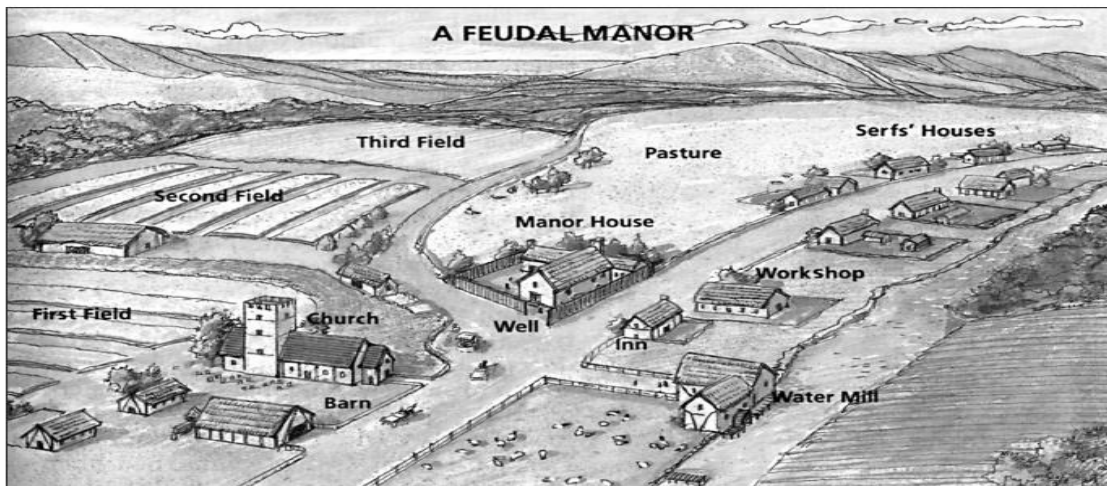 A FEUDAL MANOR
Third Field
Serfs' Houses
Pasture
Second Field
Manor House
Workshop
First Field
Church
Well
Inn
Barn
Water Mill